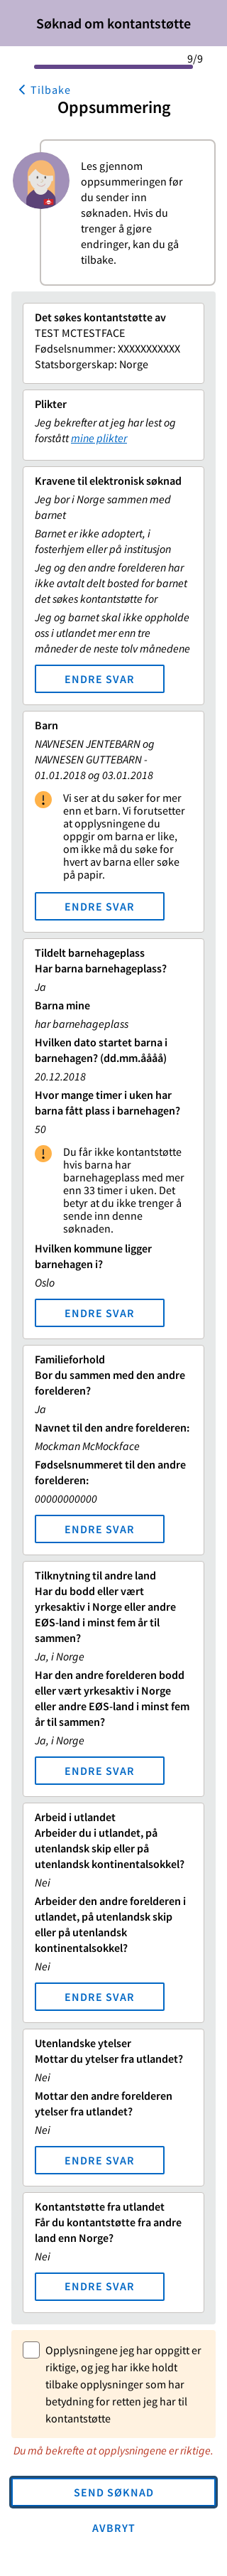 Søknad om kontantstøtte
9/9
Tilbake
Oppsummering
Les gjennom
oppsummeringen før
du sender inn
søknaden. Hvis du
trenger å gjøre
endringer, kan du gå
tilbake.
Det søkes kontantstøtte av
TEST MCTESTFACE
Fødselsnummer: XXXXXXXXXXX
Statsborgerskap: Norge
Plikter
Jeg bekrefter at jeg har lest og
forstått mine plikter
Kravene til elektronisk søknad
Jeg bor i Norge sammen med
barnet
Barnet er ikke adoptert, i
fosterhjem eller på institusjon
Jeg og den andre forelderen har
ikke avtalt delt bosted for barnet
det søkes kontantstøtte for
Jeg og barnet skal ikke oppholde
oss i utlandet mer enn tre
måneder de neste tolv månedene
ENDRE SVAR
Barn
NAVNESEN JENTEBARN og
NAVNESEN GUTTEBARN -
01.01.2018 og 03.01.2018
Vi ser at du søker for mer
enn et barn. Vi forutsetter
at opplysningene du
oppgir om barna er like,
om ikke må du søke for
hvert av barna eller søke
på papir.
ENDRE SVAR
Tildelt barnehageplass
Har barna barnehageplass?
Ja
Barna mine
har barnehageplass
Hvilken dato startet barna i
barnehagen? (dd.mm.åååå)
20.12.2018
Hvor mange timer i uken har
barna fått plass i barnehagen?
50
Du får ikke kontantstøtte
hvis barna har
barnehageplass med mer
enn 33 timer i uken. Det
betyr at du ikke trenger å
sende inn denne
søknaden.
Hvilken kommune ligger
barnehagen i?
Oslo
ENDRE SVAR
Familieforhold
Bor du sammen med den andre
forelderen?
Ja
Navnet til den andre forelderen:
Mockman McMockface
Fødselsnummeret til den andre
forelderen:
00000000000
ENDRE SVAR
Tilknytning til andre land
Har du bodd eller vært
yrkesaktiv i Norge eller andre
EØS-land i minst fem år til
sammen?
Ja, i Norge
Har den andre forelderen bodd
eller vært yrkesaktiv i Norge
eller andre EØS-land i minst fem
år til sammen?
Ja, i Norge
ENDRE SVAR
Arbeid i utlandet
Arbeider du i utlandet, på
utenlandsk skip eller på
utenlandsk kontinentalsokkel?
Nei
Arbeider den andre forelderen i
utlandet, på utenlandsk skip
eller på utenlandsk
kontinentalsokkel?
Nei
ENDRE SVAR
Utenlandske ytelser
Mottar du ytelser fra utlandet?
Nei
Mottar den andre forelderen
ytelser fra utlandet?
Nei
ENDRE SVAR
Kontantstøtte fra utlandet
Får du kontantstøtte fra andre
land enn Norge?
Nei
ENDRE SVAR
Opplysningene jeg har oppgitt er
riktige, og jeg har ikke holdt
tilbake opplysninger som har
betydning for retten jeg har til
kontantstøtte
Du må bekrefte at opplysningene er riktige.
SEND SØKNAD
AVBRYT